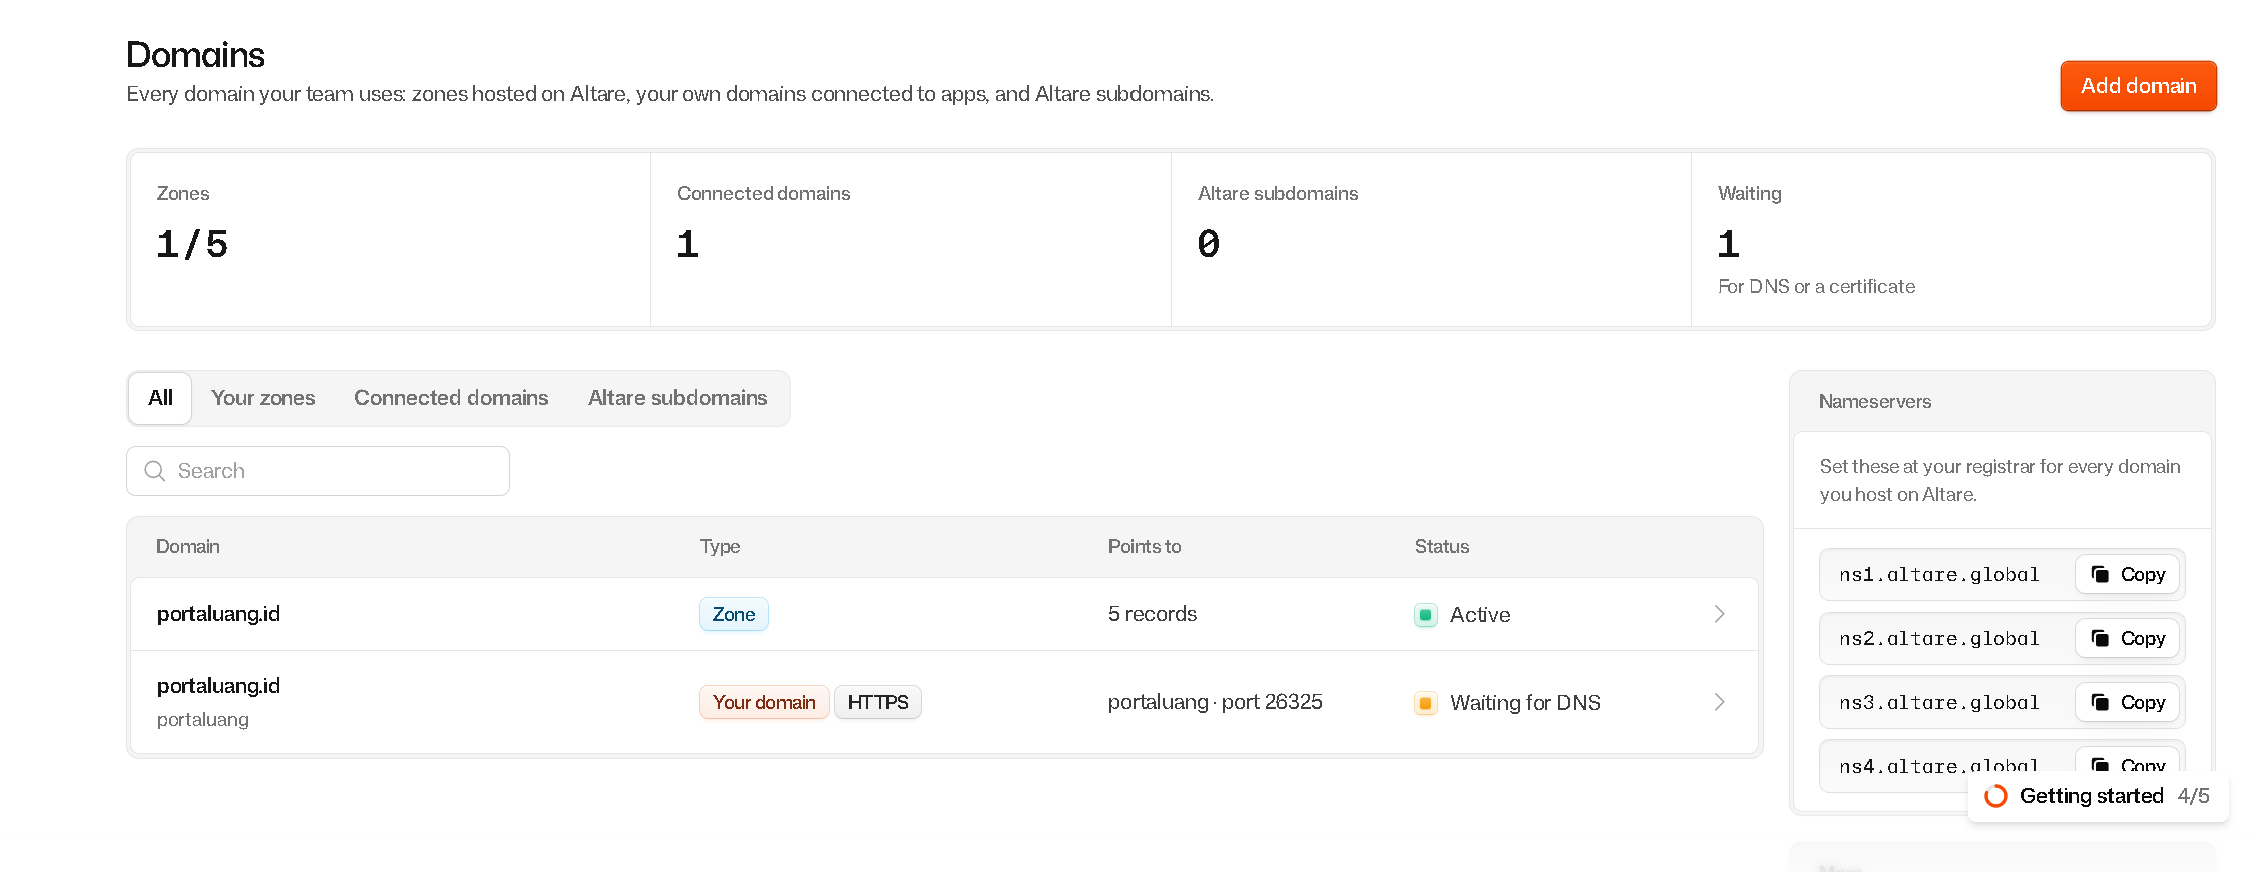 Domains
Every domain your team uses: zones hosted on Altare, your own domains connected to apps, and Altare subdomains.
Add domain
Zones
1/5
Connected domains
1
Altare subdomains
0
Waiting
1
For DNS or a certificate
All
Your zones
Connected domains
Altare subdomains
Search
Domain
Type
Points to
Status
portaluang.id
Zone
5 records
Active
portaluang.id
portaluang
Your domain
HTTPS
portaluang · port 26325
Waiting for DNS
Nameservers
Set these at your registrar for every domain
you host on Altare.
ns1.altare.global
Copy
ns2.altare.global
Copy
ns3.altare.global
Copy
ns4.altare.global
Copy
Getting started 4/5